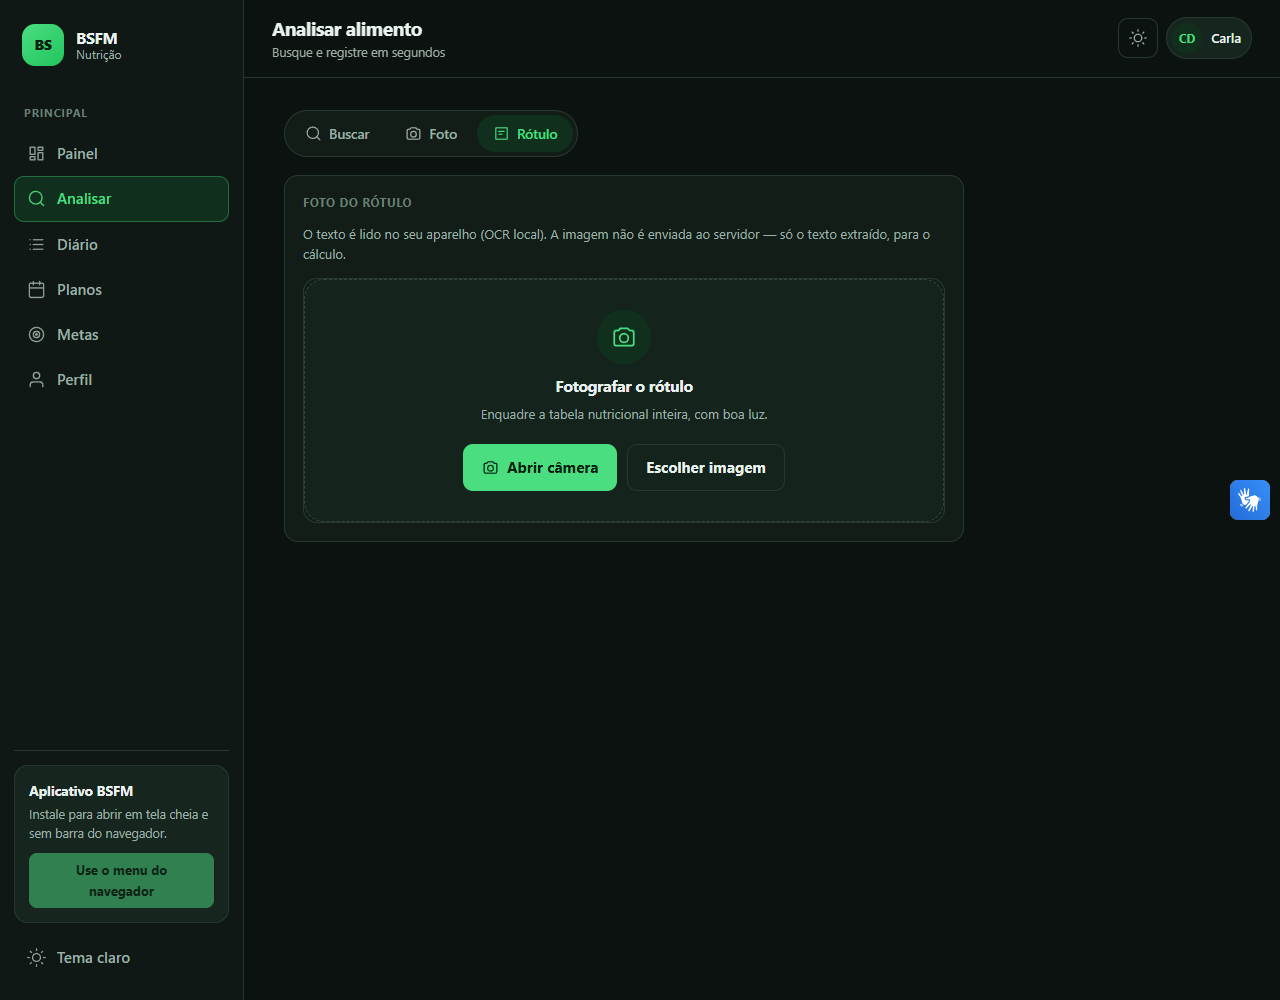 BS
BSFM
Nutrição
PRINCIPAL
Painel
Analisar
Diário
Planos
Metas
Perfil
Aplicativo BSFM
Instale para abrir em tela cheia e
sem barra do navegador.
Use o menu do
navegador
Tema claro
Analisar alimento
Busque e registre em segundos
CD
Carla
Buscar
Foto
Rótulo
FOTO DO RÓTULO
O texto é lido no seu aparelho (OCR local). A imagem não é enviada ao servidor — só o texto extraído, para o
cálculo.
Fotografar o rótulo
Enquadre a tabela nutricional inteira, com boa luz.
Abrir câmera
Escolher imagem